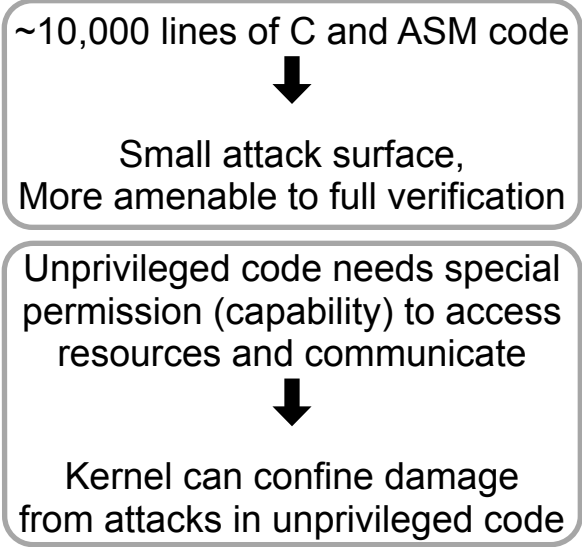 ~10,000 lines of C and ASM code
Small attack surface,
More amenable to full verification
Unprivileged code needs special
permission (capability) to access
resources and communicate
Kernel can confine damage
from attacks in unprivileged code